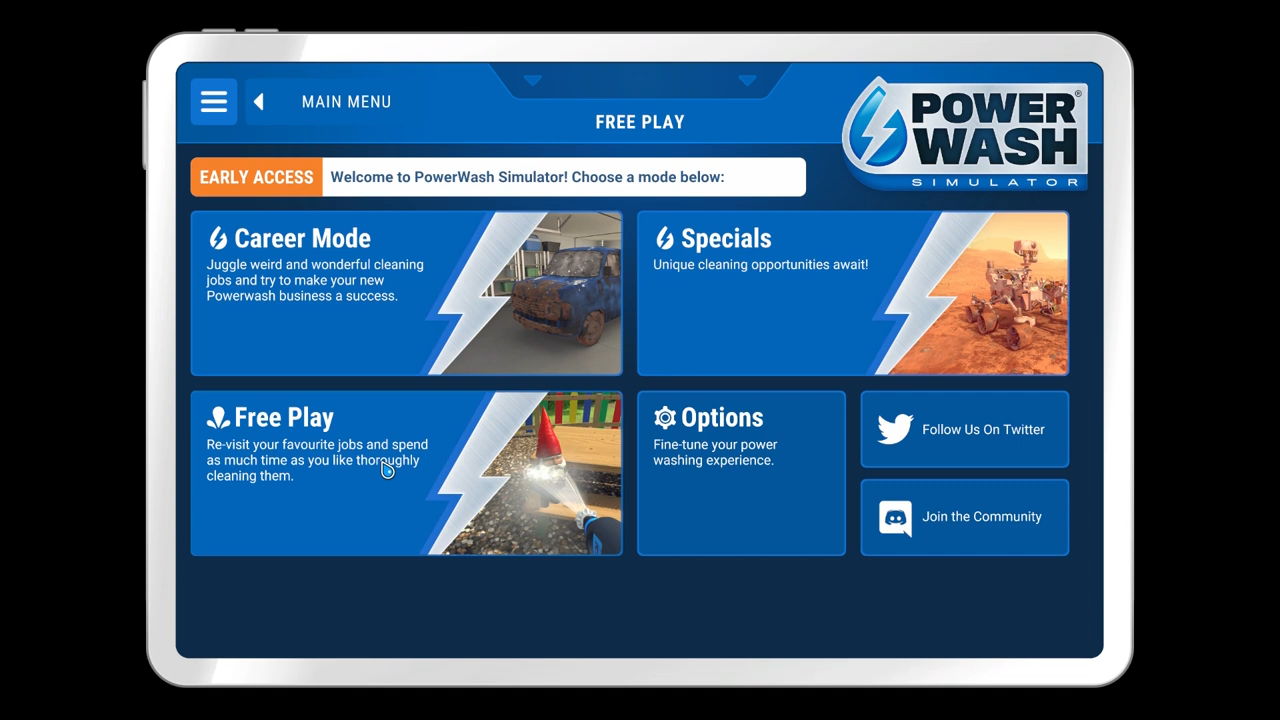 MAIN MENU
FREE PLAY
POWER®
WASH
SIMULATOR
EARLY ACCESS
Welcome to PowerWash Simulator! Choose a mode below:
Career Mode
Juggle weird and wonderful cleaning
jobs and try to make your new
Powerwash business a success.
Specials
Unique cleaning opportunities await!
Free Play
Re-visit your favourite jobs and spend
as much time as you like thoroughly
cleaning them.
Options
Fine-tune your power
washing experience.
Follow Us On Twitter
Join the Community